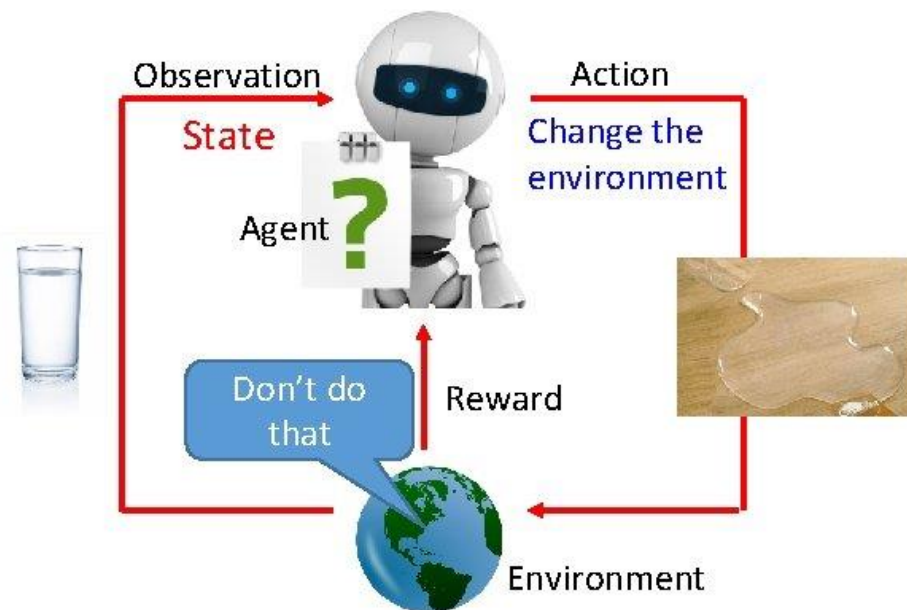 Observation
Action
State
Change the
environment
Agent
?
Don't do
that
Reward
Environment